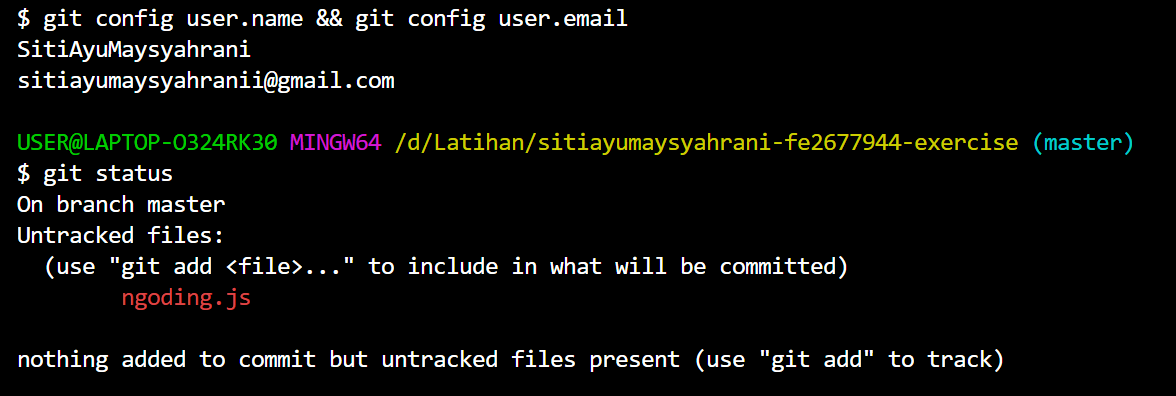 $ git config user.name && git config user.email
SitiAyuMaysyahrani
sitiayumaysyahranii@gmail.com
USER@LAPTOP-O324RK30 MINGW64 /d/Latihan/sitiayumaysyahrani-fe2677944-exercise (master)
$ git status
On branch master
Untracked files:
(use "git add <file>..." to include in what will be committed)
ngoding.js
nothing added to commit but untracked files present (use "git add" to track)